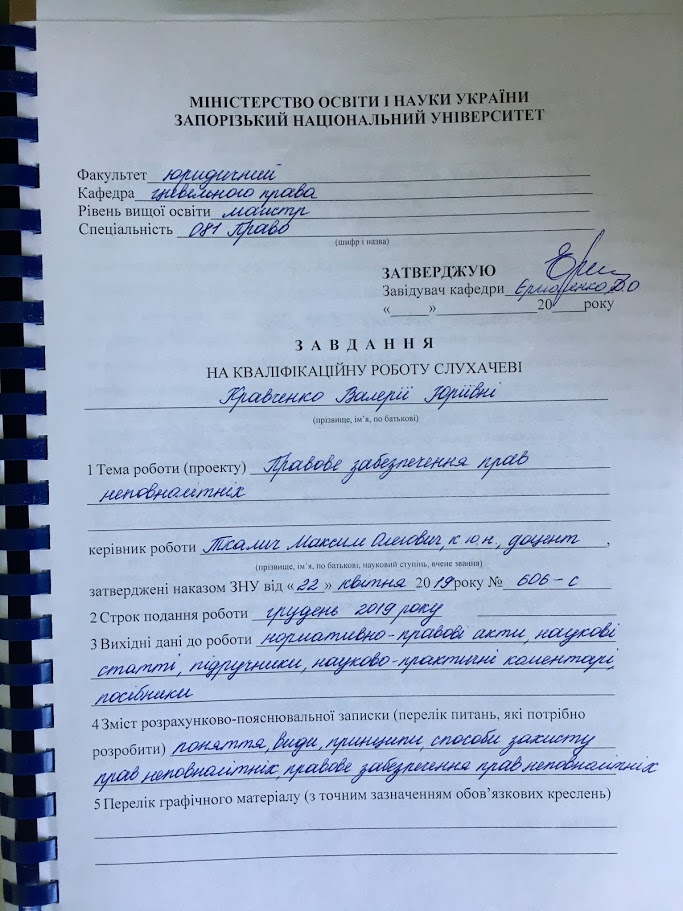 МІНІСТЕРСТВО ОСВІТИ І НАУКИ УКРАЇНИ
ЗАПОРІЗЬКИЙ НАЦІОНАЛЬНИЙ УНІВЕРСИТЕТ
Факультет юридичний
Кафедра цивільного права
Рівень вищої освіти магістр
Спеціальність 081 Право
(шифр і назва)
ЗАТВЕРДЖУЮ
Завідувач кафедри Єрмоленко Д.О
«_____»______________20____року
З А В Д А Н Н Я
НА КВАЛІФІКАЦІЙНУ РОБОТУ СЛУХАЧЕВІ
Кравченко Валерії Юріївні
(прізвище, ім’я, по батькові)
1 Тема роботи (проекту) Правове забезпечення прав
неповнолітніх
керівник роботи Ткалич Максим Олегович, к.ю.н., доцент,
(прізвище, ім’я, по батькові, науковий ступінь, вчене звання)
затверджені наказом ЗНУ від «22» квітня 2019 року № 606-с
2 Строк подання роботи грудень 2019 року
3 Вихідні дані до роботи нормативно-правові акти, наукові
статті, підручники, науково-практичні коментарі,
посібники
4 Зміст розрахунково-пояснювальної записки (перелік питань, які потрібно
розробити) поняття, види, принципи, способи захисту
прав неповнолітніх, правове забезпечення прав неповнолітніх
5 Перелік графічного матеріалу (з точним зазначенням обов’язкових креслень)